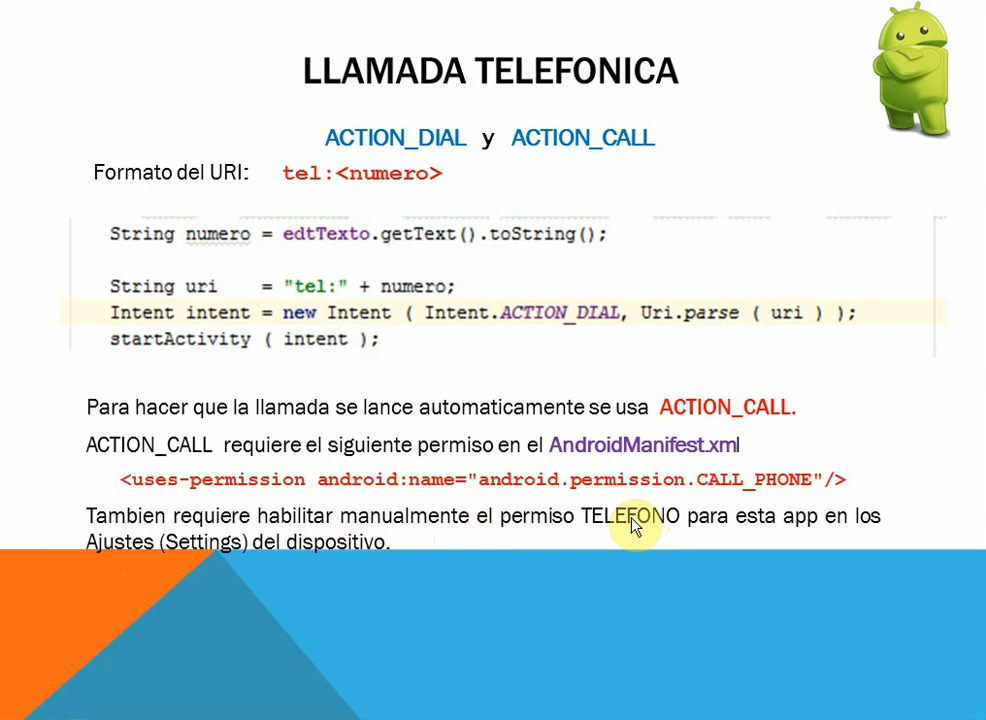 LLAMADA TELEFONICA
ACTION_DIAL y ACTION_CALL
Formato del URI: tel:<numero>
String numero = edtTexto.getText().toString();
String uri = "tel:" + numero;
Intent intent = new Intent ( Intent.ACTION_DIAL, Uri.parse ( uri ) );
startActivity ( intent );
Para hacer que la llamada se lance automaticamente se usa ACTION_CALL.
ACTION_CALL requiere el siguiente permiso en el AndroidManifest.xml
<uses-permission android:name="android.permission.CALL_PHONE"/>
Tambien requiere habilitar manualmente el permiso TELEFONO para esta app en los
Ajustes (Settings) del dispositivo.